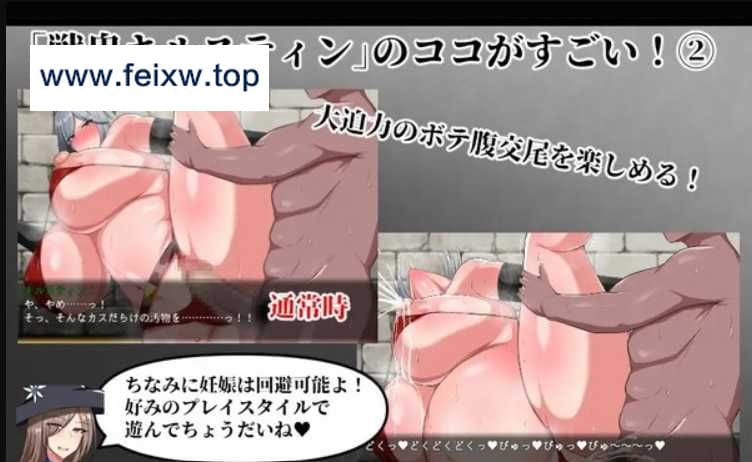 ティン」のココがすごい！②
www.feixw.top
大迫力のボテ腹交尾を楽しめる！
や、やめ……っ！
そっ、そんなカスだらけの汚物を…………っ！！
通常時
ちなみに妊娠は回避可能よ！
好みのプレイスタイルで
遊んでちょうだいね♥
どくっ♥どくどくどくっ♥びゅっ♥びゅっ♥びゅ～～～っ♥